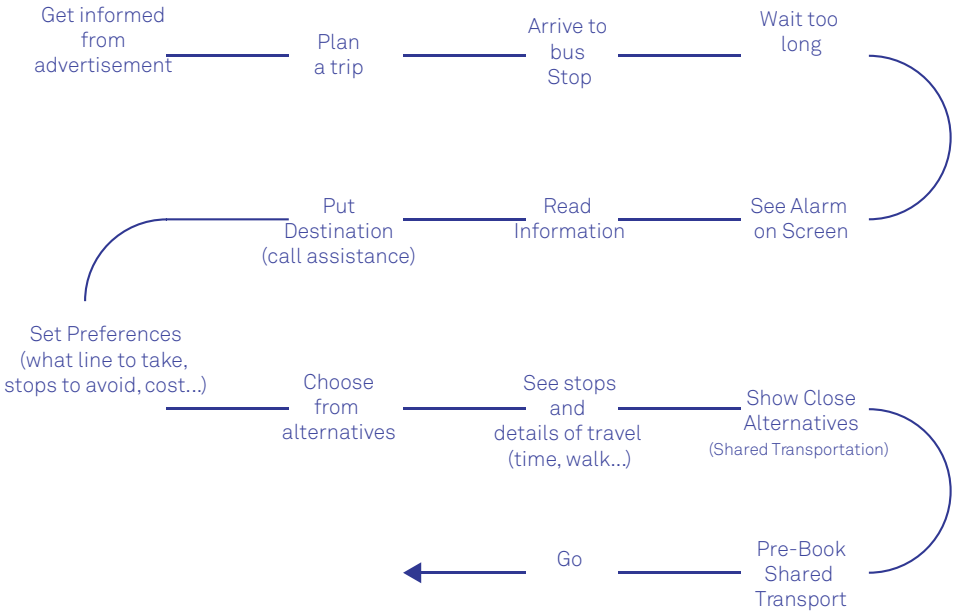 Get informed
from
advertisement
Plan
a trip
Arrive to
bus
Stop
Wait too
long
See Alarm
on Screen
Read
Information
Put
Destination
(call assistance)
Set Preferences
(what line to take,
stops to avoid, cost...)
Choose
from
alternatives
See stops
and
details of travel
(time, walk...)
Show Close
Alternatives
(Shared Transportation)
Pre-Book
Shared
Transport
Go